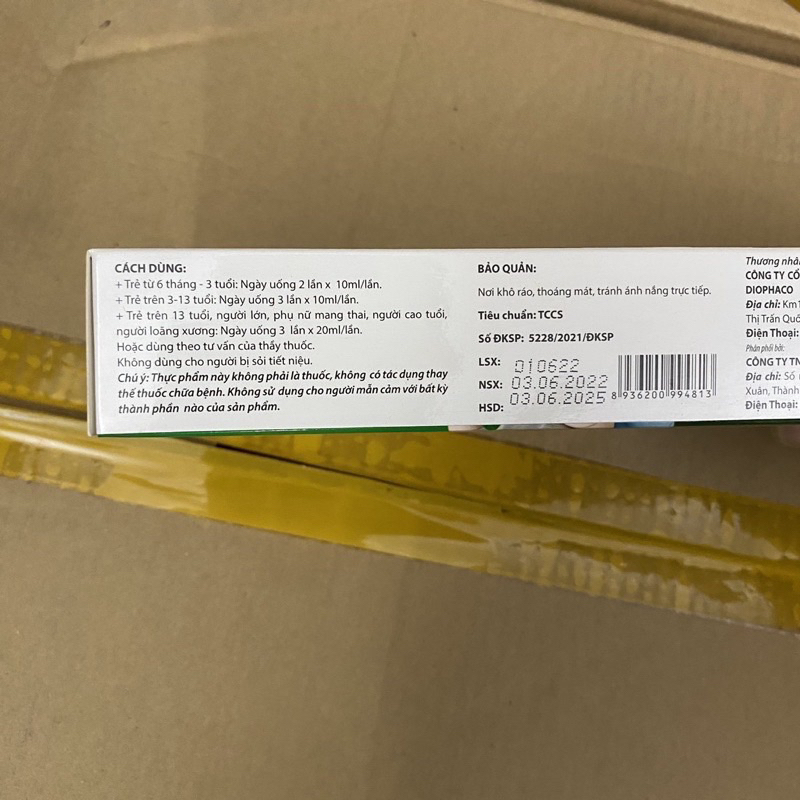 CÁCH DÙNG:
+ Trẻ từ 6 tháng - 3 tuổi: Ngày uống 2 lần x 10ml/lần.
+ Trẻ trên 3-13 tuổi: Ngày uống 3 lần x 10ml/lần.
+ Trẻ trên 13 tuổi, người lớn, phụ nữ mang thai, người cao tuổi,
người loãng xương: Ngày uống 3 lần x 20ml/lần.
Hoặc dùng theo tư vấn của thầy thuốc.
Không dùng cho người bị sỏi tiết niệu.
Chú ý: Thực phẩm này không phải là thuốc, không có tác dụng thay
thế thuốc chữa bệnh. Không sử dụng cho người mẫn cảm với bất kỳ
thành phần nào của sản phẩm.
BẢO QUẢN:
Nơi khô ráo, thoáng mát, tránh ánh nắng trực tiếp.
Tiêu chuẩn: TCCS
Số ĐKSP: 5228/2021/ĐKSP
LSX: 010622
NSX: 03.06.2022
HSD: 03.06.2025
8 936200 994813
Thương nhâ
CÔNG TY CỔ
DIOPHACO
Địa chỉ: Km1
Thị Trấn Quố
Điện Thoại:
Phân phối bởi:
CÔNG TY TN
Địa chỉ: Số
Xuân, Thành
Điện Thoại: